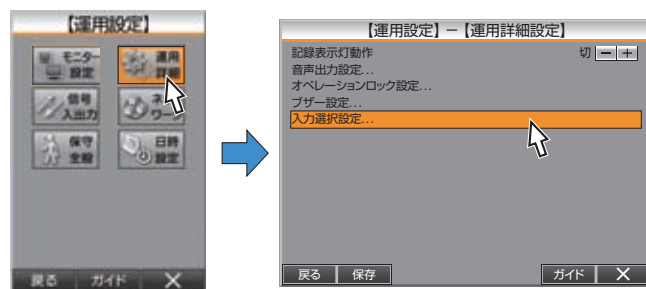 【運用設定】
モニター
設定
運用
詳細
信号
入出力
ネット
ワーク
保守
全般
日時
設定
戻る ガイド ✕
【運用設定】－【運用詳細設定】
記録表示灯動作 切 − +
音声出力設定...
オペレーションロック設定...
ブザー設定...
入力選択設定...
戻る 保存 ガイド ✕